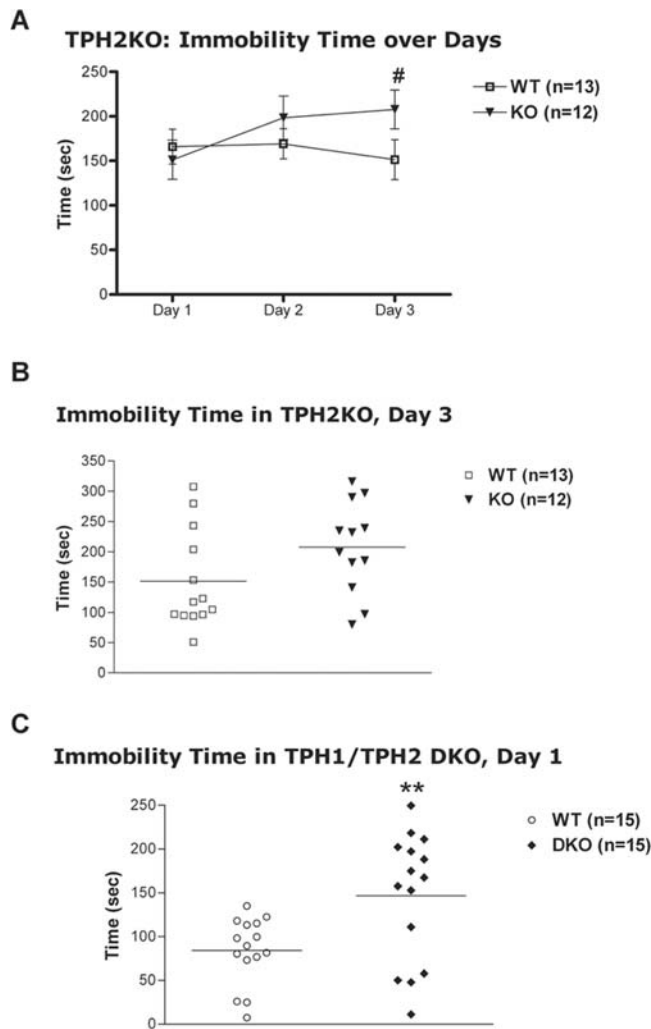 A
TPH2KO: Immobility Time over Days
250
200
150
100
50
0
Time (sec)
#
WT (n=13)
KO (n=12)
Day 1 Day 2 Day 3
B
Immobility Time in TPH2KO, Day 3
350
300
250
200
150
100
50
0
Time (sec)
WT (n=13)
KO (n=12)
C
Immobility Time in TPH1/TPH2 DKO, Day 1
250
200
150
100
50
0
Time (sec)
**
WT (n=15)
DKO (n=15)